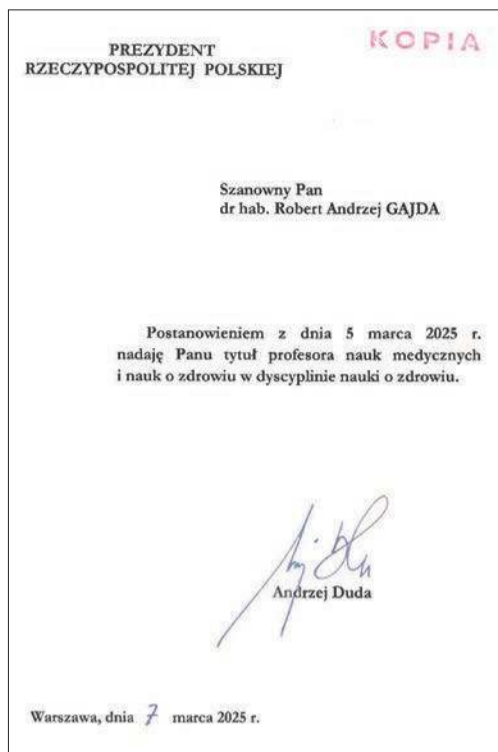 KOPIA
PREZYDENT
RZECZYPOSPOLITEJ POLSKIEJ
Szanowny Pan
dr hab. Robert Andrzej GAJDA
Postanowieniem z dnia 5 marca 2025 r.
nadaję Panu tytuł profesora nauk medycznych
i nauk o zdrowiu w dyscyplinie nauki o zdrowiu.
Andrzej Duda
Warszawa, dnia 7 marca 2025 r.